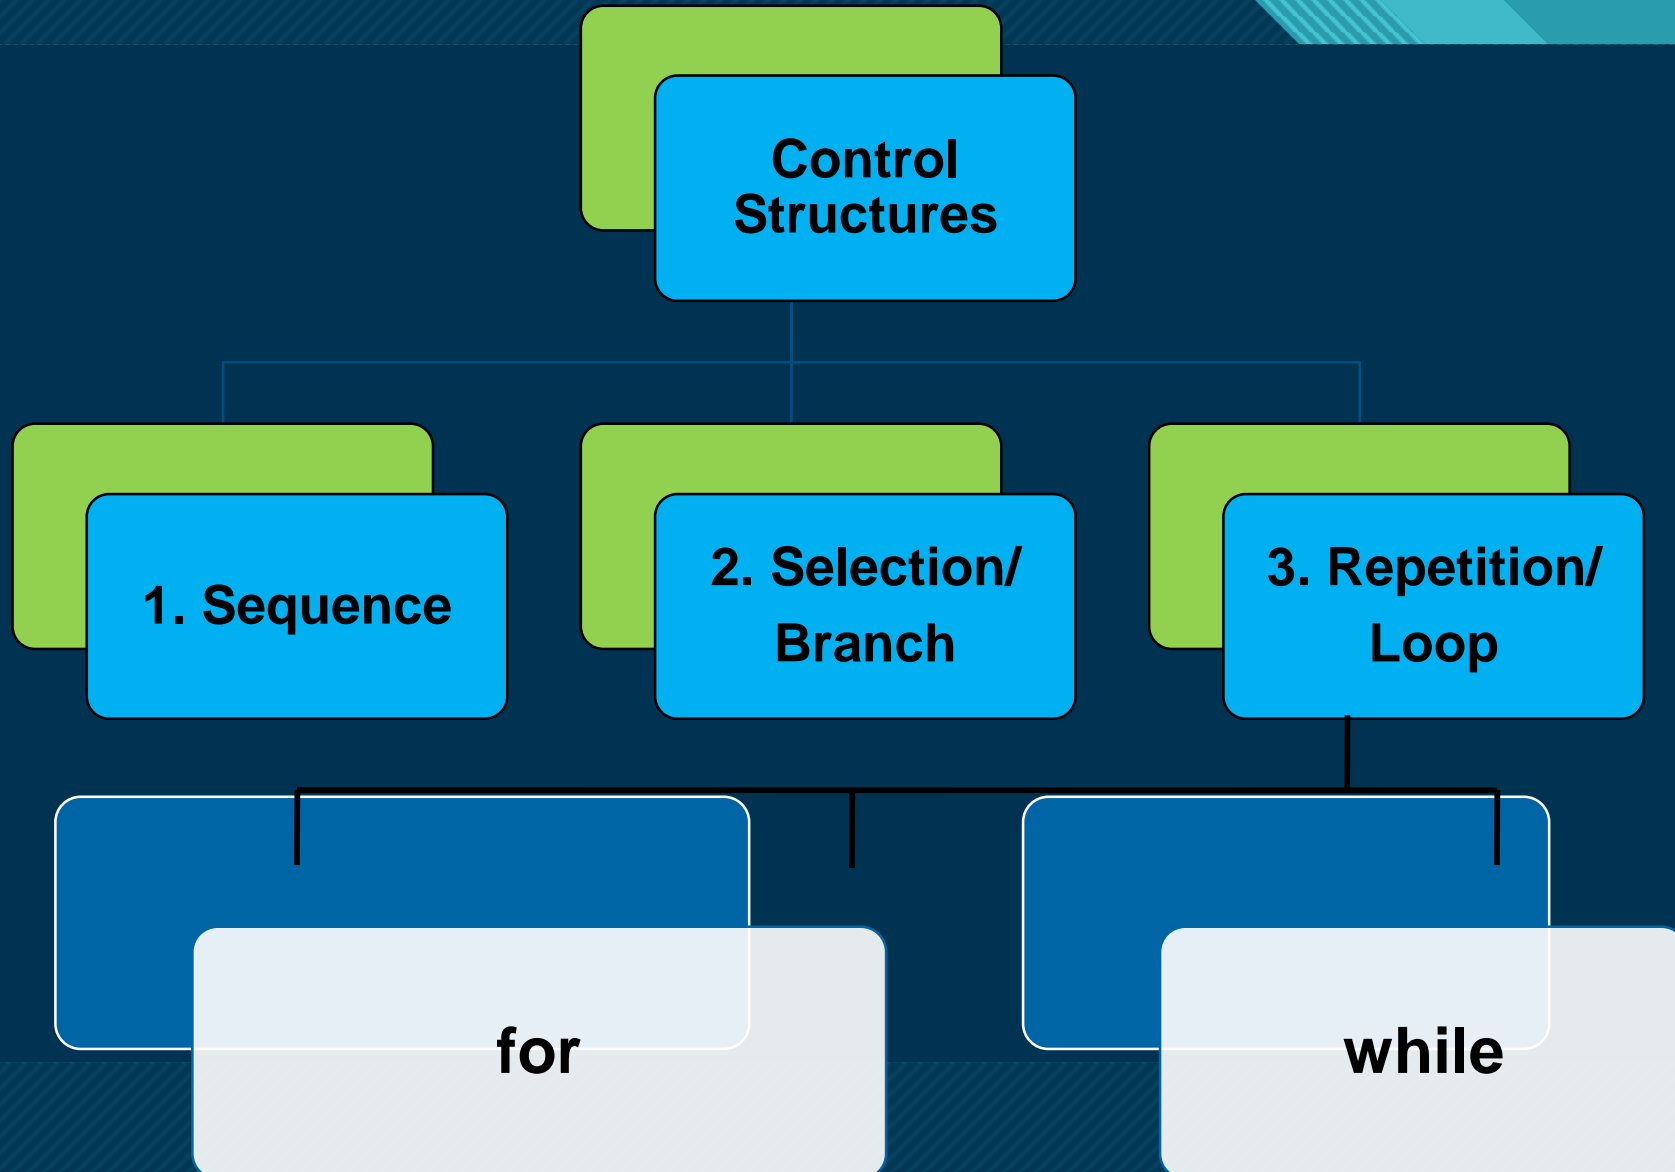 Control
Structures
1. Sequence
2. Selection/
Branch
3. Repetition/
Loop
for
while